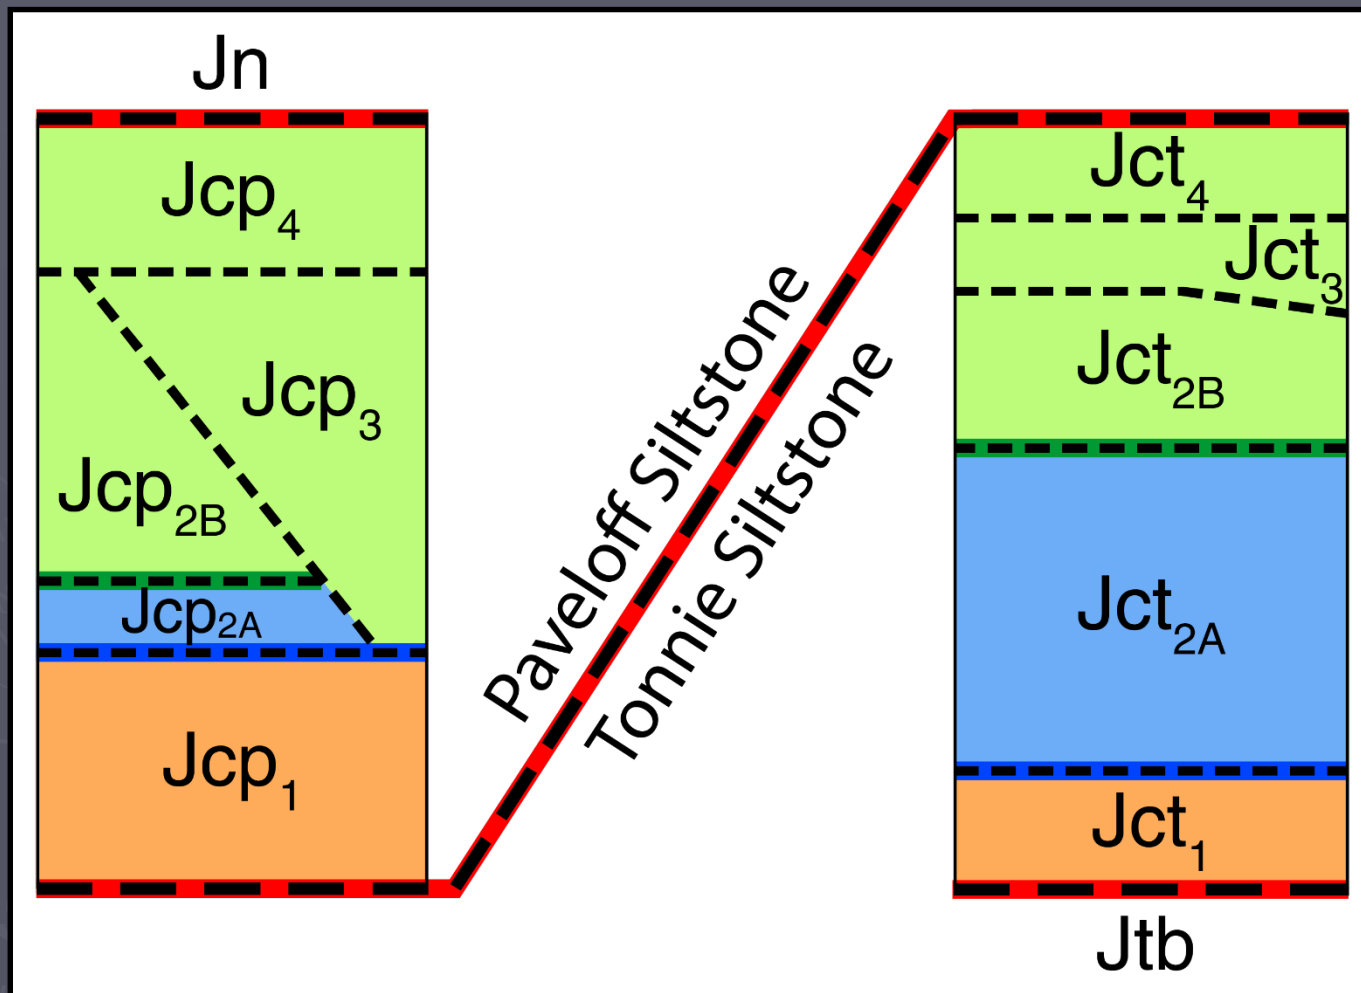 Jn
Jcp₄
Jcp₃
Jcp₂B
Jcp₂A
Jcp₁
Paveloff Siltstone
Tonnie Siltstone
Jct₄
Jct₃
Jct₂B
Jct₂A
Jct₁
Jtb